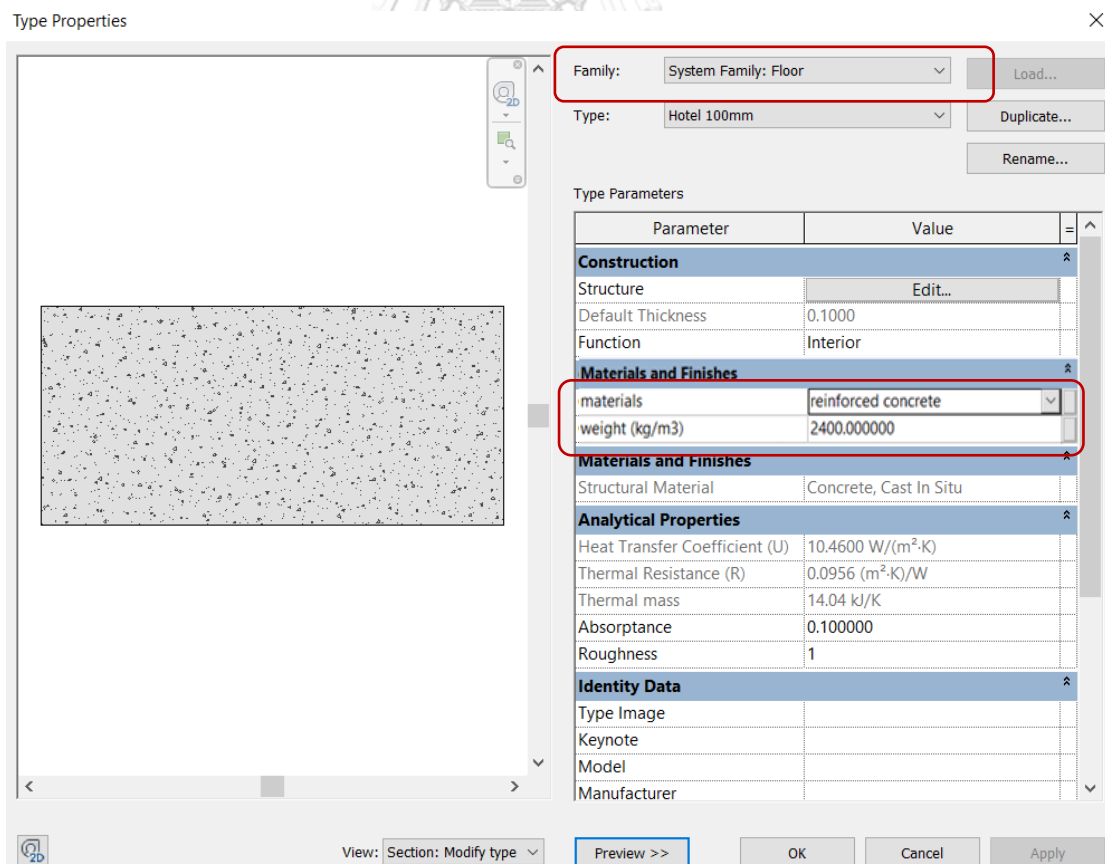 Type Properties
2D
Family: System Family: Floor Load...
Type: Hotel 100mm Duplicate...
Rename...
Type Parameters
Parameter Value =
Construction
Structure Edit...
Default Thickness 0.1000
Function Interior
Materials and Finishes
materials reinforced concrete
weight (kg/m3) 2400.000000
Materials and Finishes
Structural Material Concrete, Cast In Situ
Analytical Properties
Heat Transfer Coefficient (U) 10.4600 W/(m²·K)
Thermal Resistance (R) 0.0956 (m²·K)/W
Thermal mass 14.04 kJ/K
Absorptance 0.100000
Roughness 1
Identity Data
Type Image
Keynote
Model
Manufacturer
2D View: Section: Modify type Preview >> OK Cancel Apply